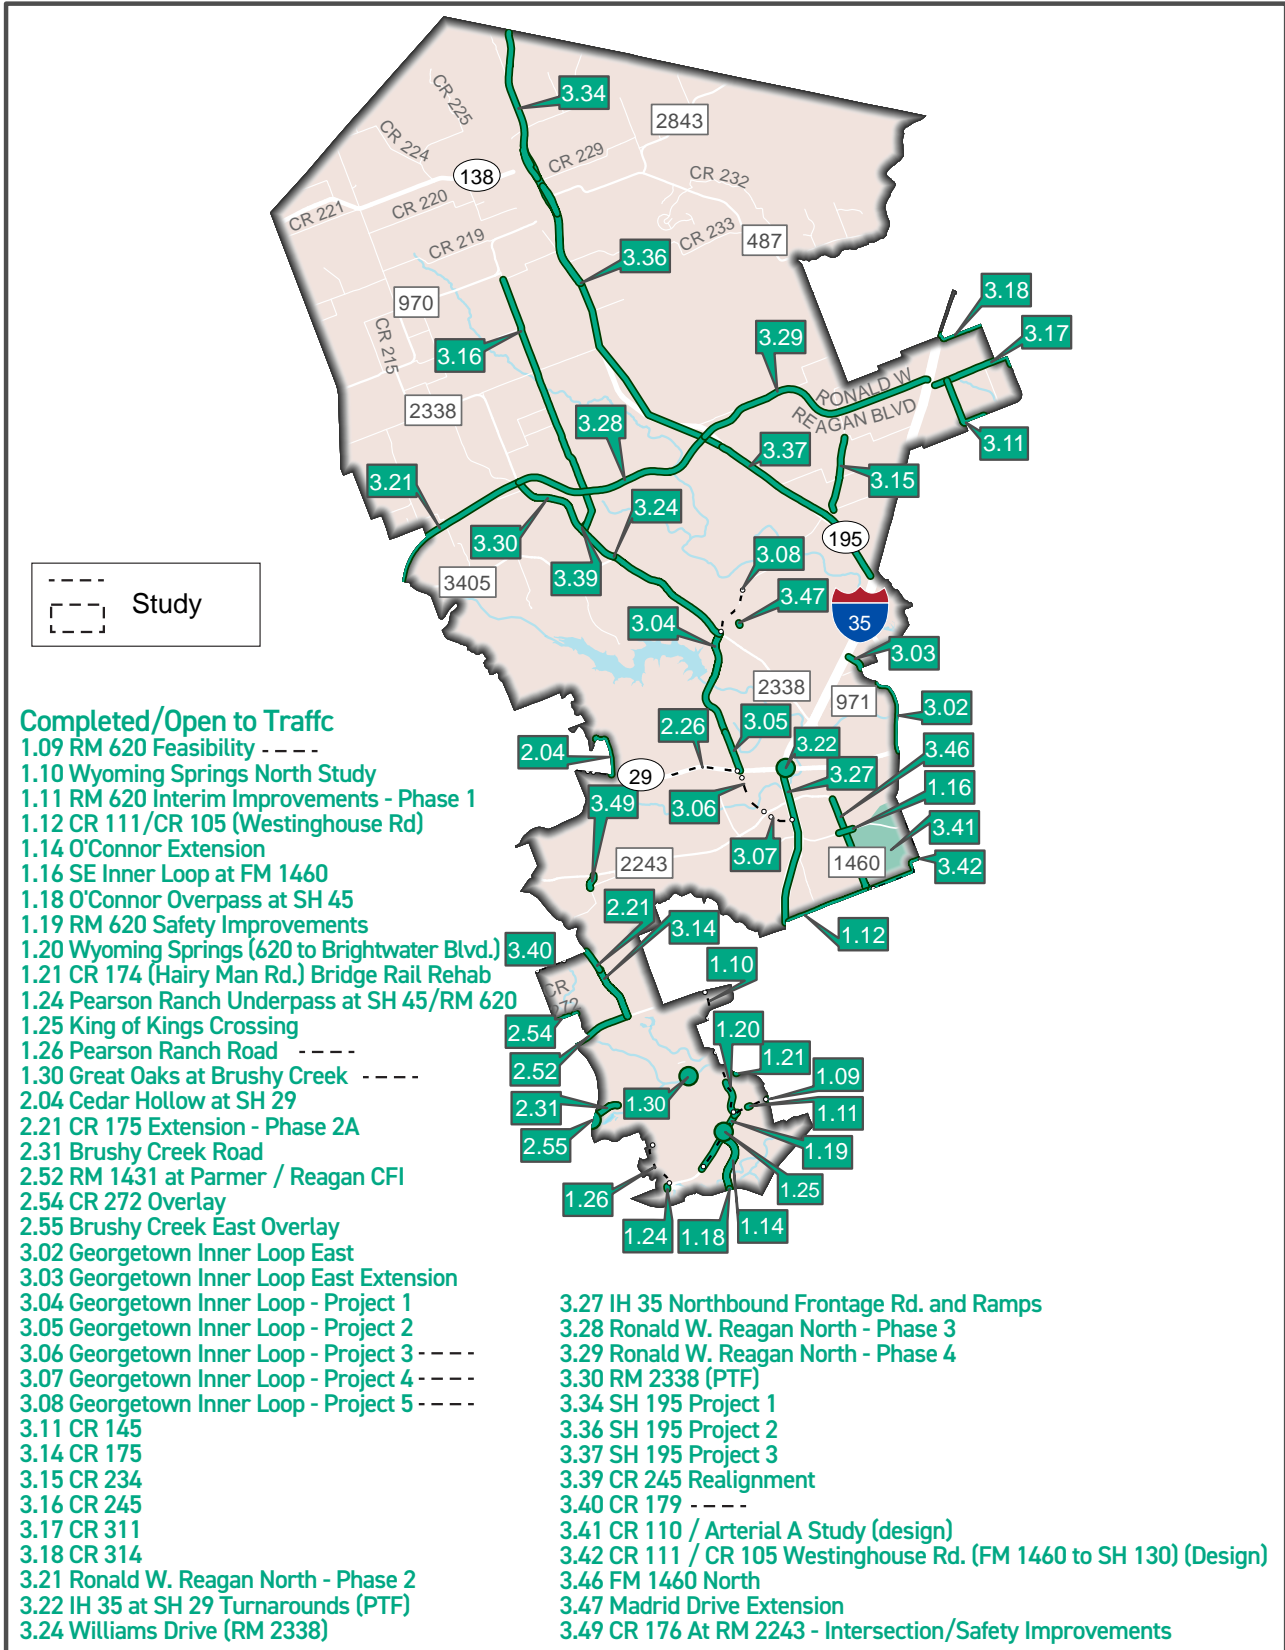 3.34
2843
CR 225
CR 224
CR 229
138
CR 232
CR 221
CR 220
CR 233
CR 219
487
3.36
970
3.18
3.17
3.29
3.16
CR 215
RONALD W
REAGAN BLVD
2338
3.28
3.11
3.37
3.15
3.21
3.24
3.30
195
3.08
3.39
3405
3.47
35
3.04
3.03
2338
971
3.02
2.26
3.05
3.22
2.04
3.46
29
3.27
1.16
3.49
3.06
3.41
3.07
2243
1460
3.42
2.21
3.14
1.12
3.40
1.10
CR
272
2.54
1.20
2.52
1.21
1.09
2.31
1.30
1.11
2.55
1.19
1.26
1.25
1.24
1.18
1.14
Study
Completed/Open to Traffc
1.09 RM 620 Feasibility ----
1.10 Wyoming Springs North Study
1.11 RM 620 Interim Improvements - Phase 1
1.12 CR 111/CR 105 (Westinghouse Rd)
1.14 O'Connor Extension
1.16 SE Inner Loop at FM 1460
1.18 O'Connor Overpass at SH 45
1.19 RM 620 Safety Improvements
1.20 Wyoming Springs (620 to Brightwater Blvd.)
1.21 CR 174 (Hairy Man Rd.) Bridge Rail Rehab
1.24 Pearson Ranch Underpass at SH 45/RM 620
1.25 King of Kings Crossing
1.26 Pearson Ranch Road ----
1.30 Great Oaks at Brushy Creek ----
2.04 Cedar Hollow at SH 29
2.21 CR 175 Extension - Phase 2A
2.31 Brushy Creek Road
2.52 RM 1431 at Parmer / Reagan CFI
2.54 CR 272 Overlay
2.55 Brushy Creek East Overlay
3.02 Georgetown Inner Loop East
3.03 Georgetown Inner Loop East Extension
3.04 Georgetown Inner Loop - Project 1
3.05 Georgetown Inner Loop - Project 2
3.06 Georgetown Inner Loop - Project 3 ----
3.07 Georgetown Inner Loop - Project 4 ----
3.08 Georgetown Inner Loop - Project 5 ----
3.11 CR 145
3.14 CR 175
3.15 CR 234
3.16 CR 245
3.17 CR 311
3.18 CR 314
3.21 Ronald W. Reagan North - Phase 2
3.22 IH 35 at SH 29 Turnarounds (PTF)
3.24 Williams Drive (RM 2338)
3.27 IH 35 Northbound Frontage Rd. and Ramps
3.28 Ronald W. Reagan North - Phase 3
3.29 Ronald W. Reagan North - Phase 4
3.30 RM 2338 (PTF)
3.34 SH 195 Project 1
3.36 SH 195 Project 2
3.37 SH 195 Project 3
3.39 CR 245 Realignment
3.40 CR 179 ----
3.41 CR 110 / Arterial A Study (design)
3.42 CR 111 / CR 105 Westinghouse Rd. (FM 1460 to SH 130) (Design)
3.46 FM 1460 North
3.47 Madrid Drive Extension
3.49 CR 176 At RM 2243 - Intersection/Safety Improvements